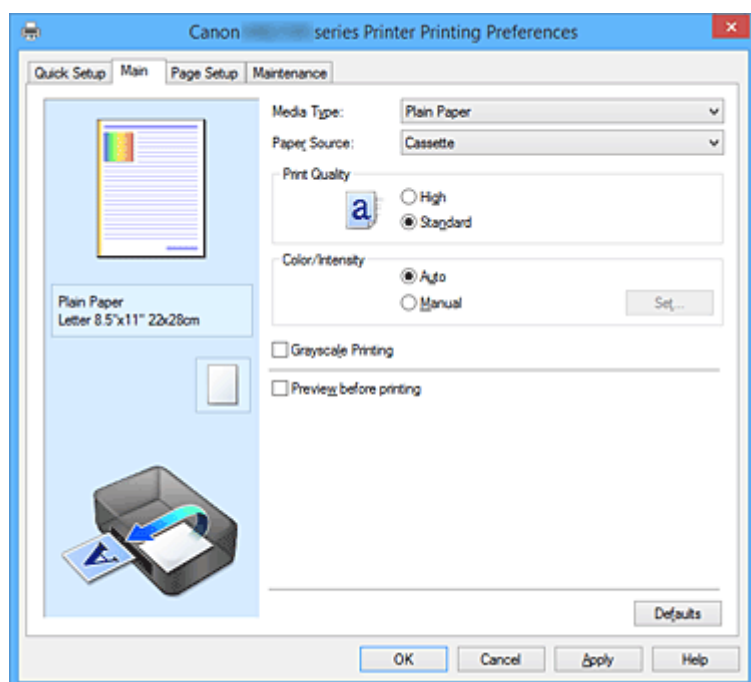 Canon series Printer Printing Preferences
Quick Setup Main Page Setup Maintenance
Media Type: Plain Paper
Paper Source: Cassette
Print Quality
a
High
Standard
Color/Intensity
Auto
Manual Set...
Plain Paper
Letter 8.5"x11" 22x28cm
Grayscale Printing
Preview before printing
A
Defaults
OK Cancel Apply Help